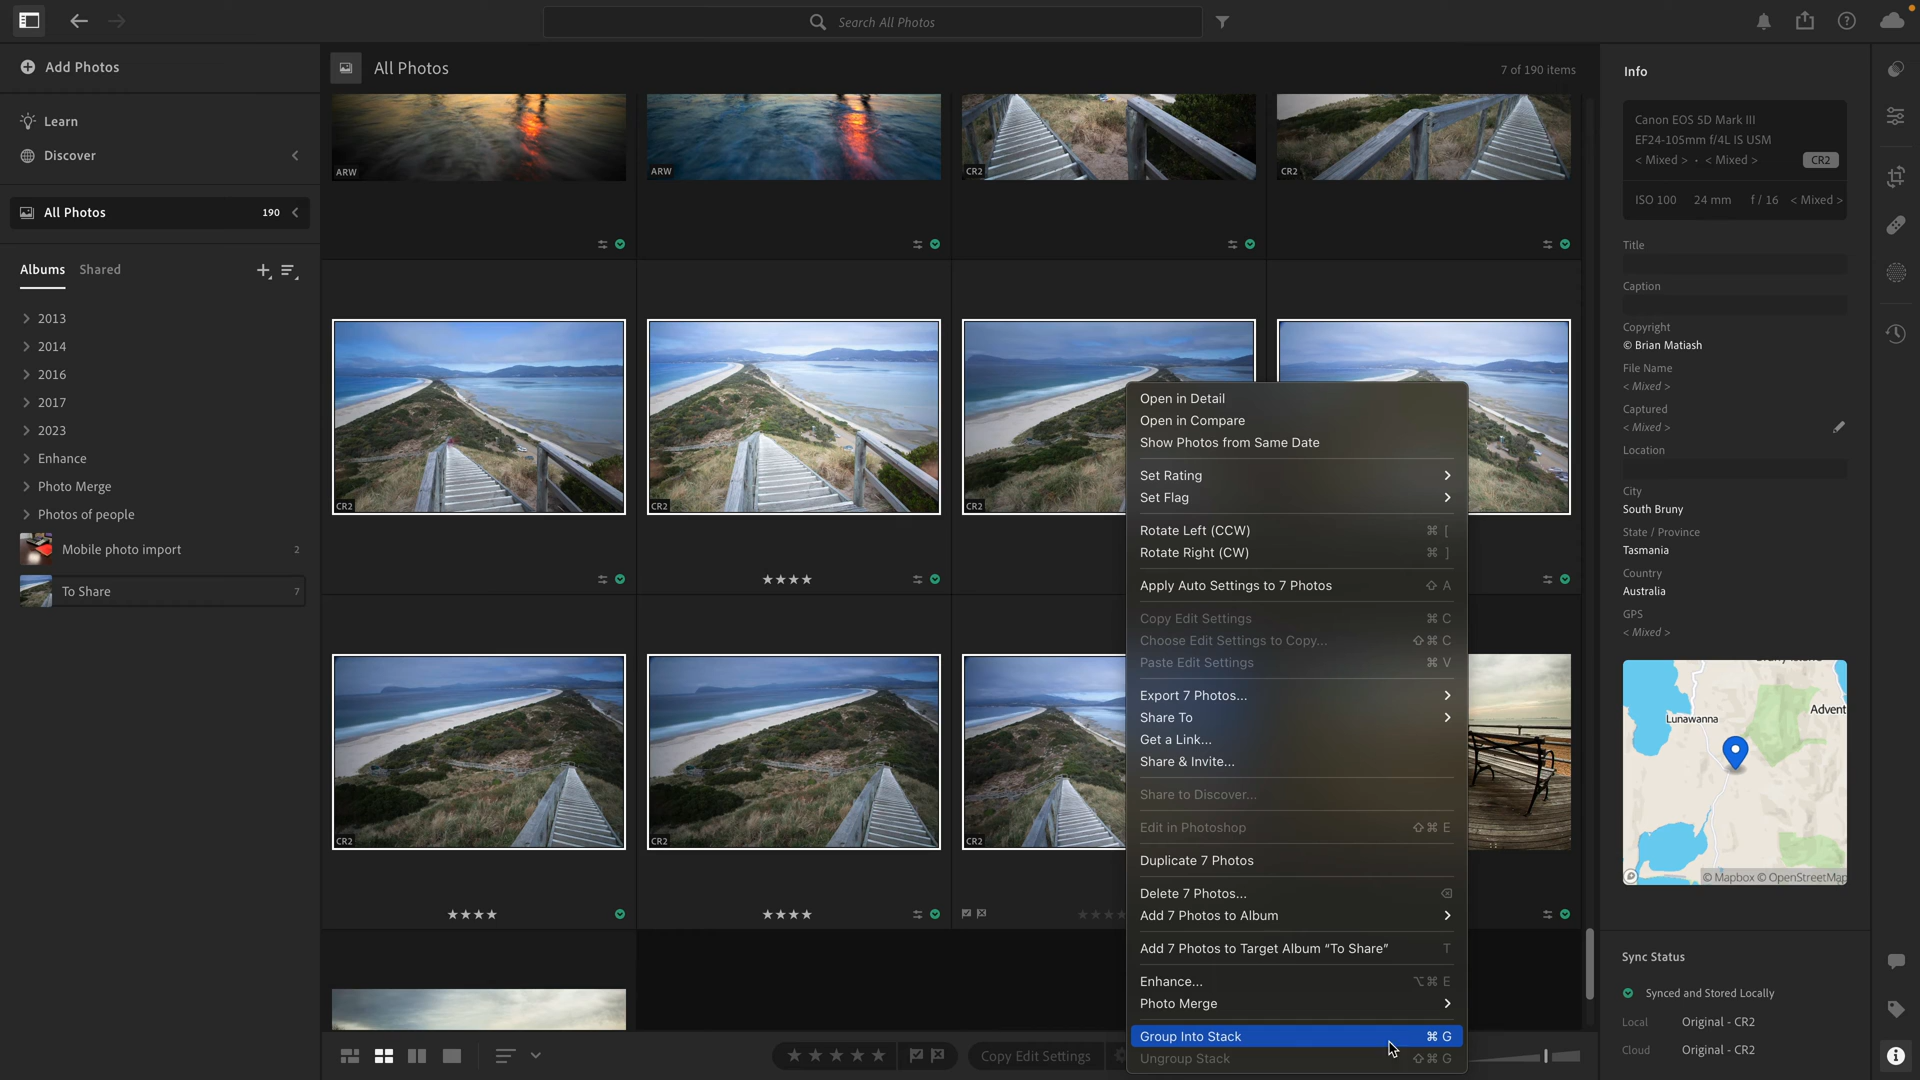 Search All Photos
Add Photos
Learn
Discover
All Photos 190
Albums Shared
2013
2014
2016
2017
2023
Enhance
Photo Merge
Photos of people
Mobile photo import 2
To Share 7
All Photos
7 of 190 items
ARW
ARW
CR2
CR2
CR2
CR2
CR2
CR2
CR2
CR2
Open in Detail
Open in Compare
Show Photos from Same Date
Set Rating
Set Flag
Rotate Left (CCW) ⌘ [
Rotate Right (CW) ⌘ ]
Apply Auto Settings to 7 Photos ⇧ A
Copy Edit Settings ⌘ C
Choose Edit Settings to Copy... ⇧⌘ C
Paste Edit Settings ⌘ V
Export 7 Photos...
Share To
Get a Link...
Share & Invite...
Share to Discover...
Edit in Photoshop ⇧⌘ E
Duplicate 7 Photos
Delete 7 Photos... ⌫
Add 7 Photos to Album
Add 7 Photos to Target Album “To Share” T
Enhance... ⌥⌘ E
Photo Merge
Group Into Stack ⌘ G
Ungroup Stack ⇧⌘ G
Copy Edit Settings
Info
Canon EOS 5D Mark III
EF24-105mm f/4L IS USM
< Mixed > • < Mixed > CR2
ISO 100 24 mm f / 16 < Mixed >
Title
Caption
Copyright
© Brian Matiash
File Name
< Mixed >
Captured
< Mixed >
Location
City
South Bruny
State / Province
Tasmania
Country
Australia
GPS
< Mixed >
Lunawanna
Advent
© Mapbox © OpenStreetMap
Sync Status
Synced and Stored Locally
Local Original - CR2
Cloud Original - CR2